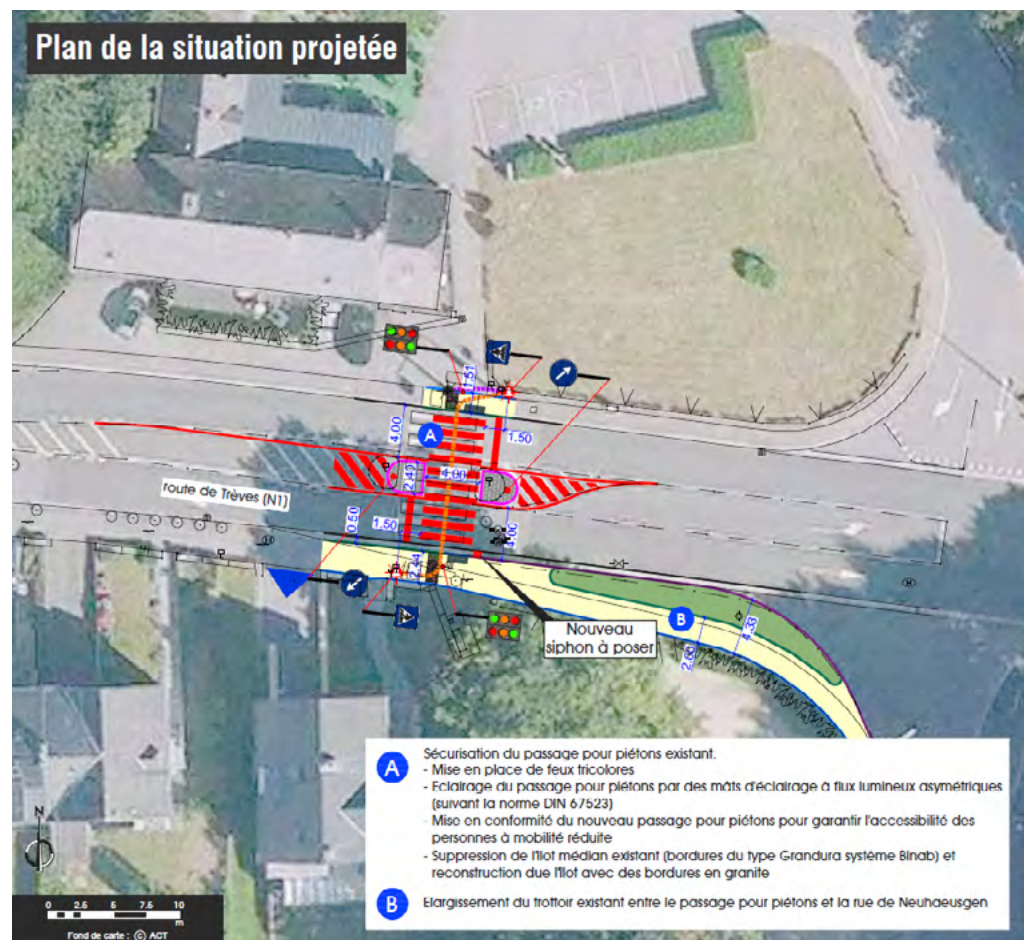 Plan de la situation projetée
1.51
4.00
A
1.50
2.49
4.00
route de Trèves (N1)
0.50
1.50
4.00
2.44
B
4.33
2.60
Nouveau
siphon à poser
A
Sécurisation du passage pour piétons existant.
- Mise en place de feux tricolores
- Eclairage du passage pour piétons par des mâts d'éclairage à flux lumineux asymétriques
(suivant la norme DIN 67523)
- Mise en conformité du nouveau passage pour piétons pour garantir l'accessibilité des
personnes à mobilité réduite
- Suppression de l'îlot médian existant (bordures du type Grandura système Binab) et
reconstruction due l'îlot avec des bordures en granite
B
Elargissement du trottoir existant entre le passage pour piétons et la rue de Neuhaeusgen
N
0 2.5 5 7.5 10
m
Fond de carte : © ACT